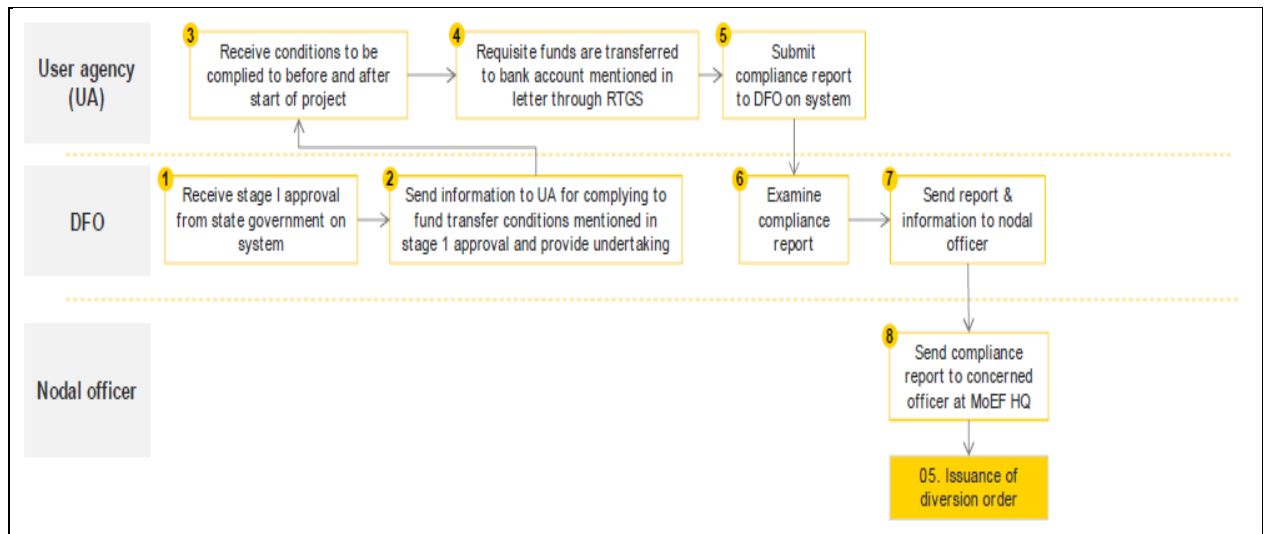 User agency
(UA)
3
Receive conditions to be
complied to before and after
start of project
4
Requisite funds are transferred
to bank account mentioned in
letter through RTGS
5
Submit
compliance report
to DFO on system
DFO
1
Receive stage I approval
from state government on
system
2
Send information to UA for complying to
fund transfer conditions mentioned in
stage 1 approval and provide undertaking
6
Examine
compliance
report
7
Send report &
information to nodal
officer
Nodal officer
8
Send compliance
report to concerned
officer at MoEF HQ
05. Issuance of
diversion order